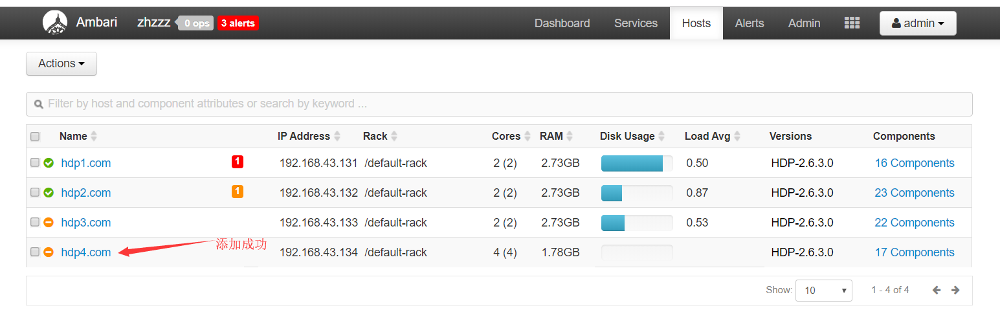 Ambari zhzzz 0 ops 3 alerts Dashboard Services Hosts Alerts Admin admin
Actions
Filter by host and component attributes or search by keyword ...
Name IP Address Rack Cores RAM Disk Usage Load Avg Versions Components
hdp1.com 1 192.168.43.131 /default-rack 2 (2) 2.73GB 0.50 HDP-2.6.3.0 16 Components
hdp2.com 1 192.168.43.132 /default-rack 2 (2) 2.73GB 0.87 HDP-2.6.3.0 23 Components
hdp3.com 192.168.43.133 /default-rack 2 (2) 2.73GB 0.53 HDP-2.6.3.0 22 Components
添加成功
hdp4.com 192.168.43.134 /default-rack 4 (4) 1.78GB HDP-2.6.3.0 17 Components
Show: 10 1 - 4 of 4